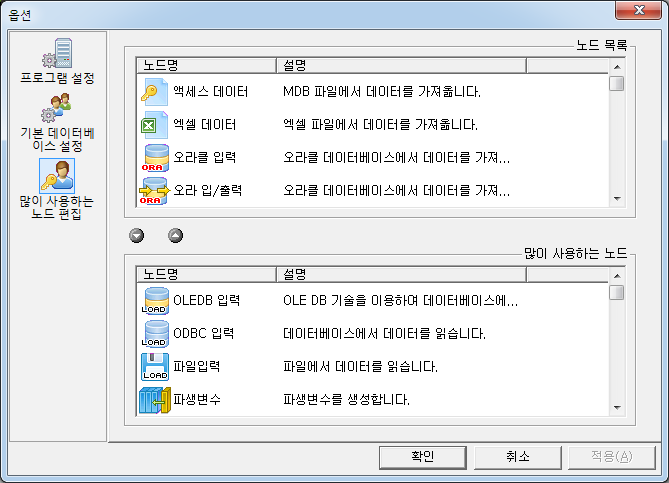 옵션
프로그램 설정
기본 데이터베
이스 설정
많이 사용하는
노드 편집
노드 목록
노드명 설명
액세스 데이터 MDB 파일에서 데이터를 가져옵니다.
엑셀 데이터 엑셀 파일에서 데이터를 가져옵니다.
ORA 오라클 입력 오라클 데이터베이스에서 데이터를 가져...
ORA 오라 입/출력 오라클 데이터베이스에서 데이터를 가져...
많이 사용하는 노드
노드명 설명
LOAD OLEDB 입력 OLE DB 기술을 이용하여 데이터베이스에...
LOAD ODBC 입력 데이터베이스에서 데이터를 읽습니다.
LOAD 파일입력 파일에서 데이터를 읽습니다.
파생변수 파생변수를 생성합니다.
확인 취소 적용(A)